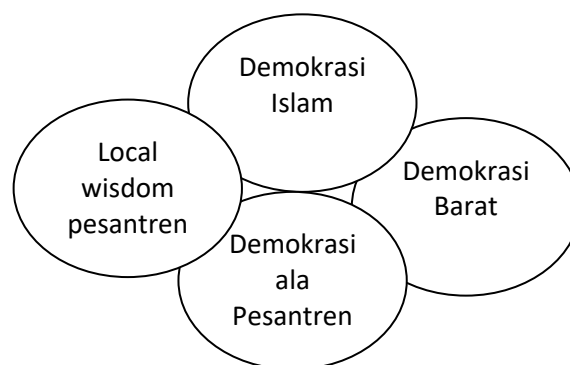 Demokrasi
Islam
Local
wisdom
pesantren
Demokrasi
Barat
Demokrasi
ala
Pesantren